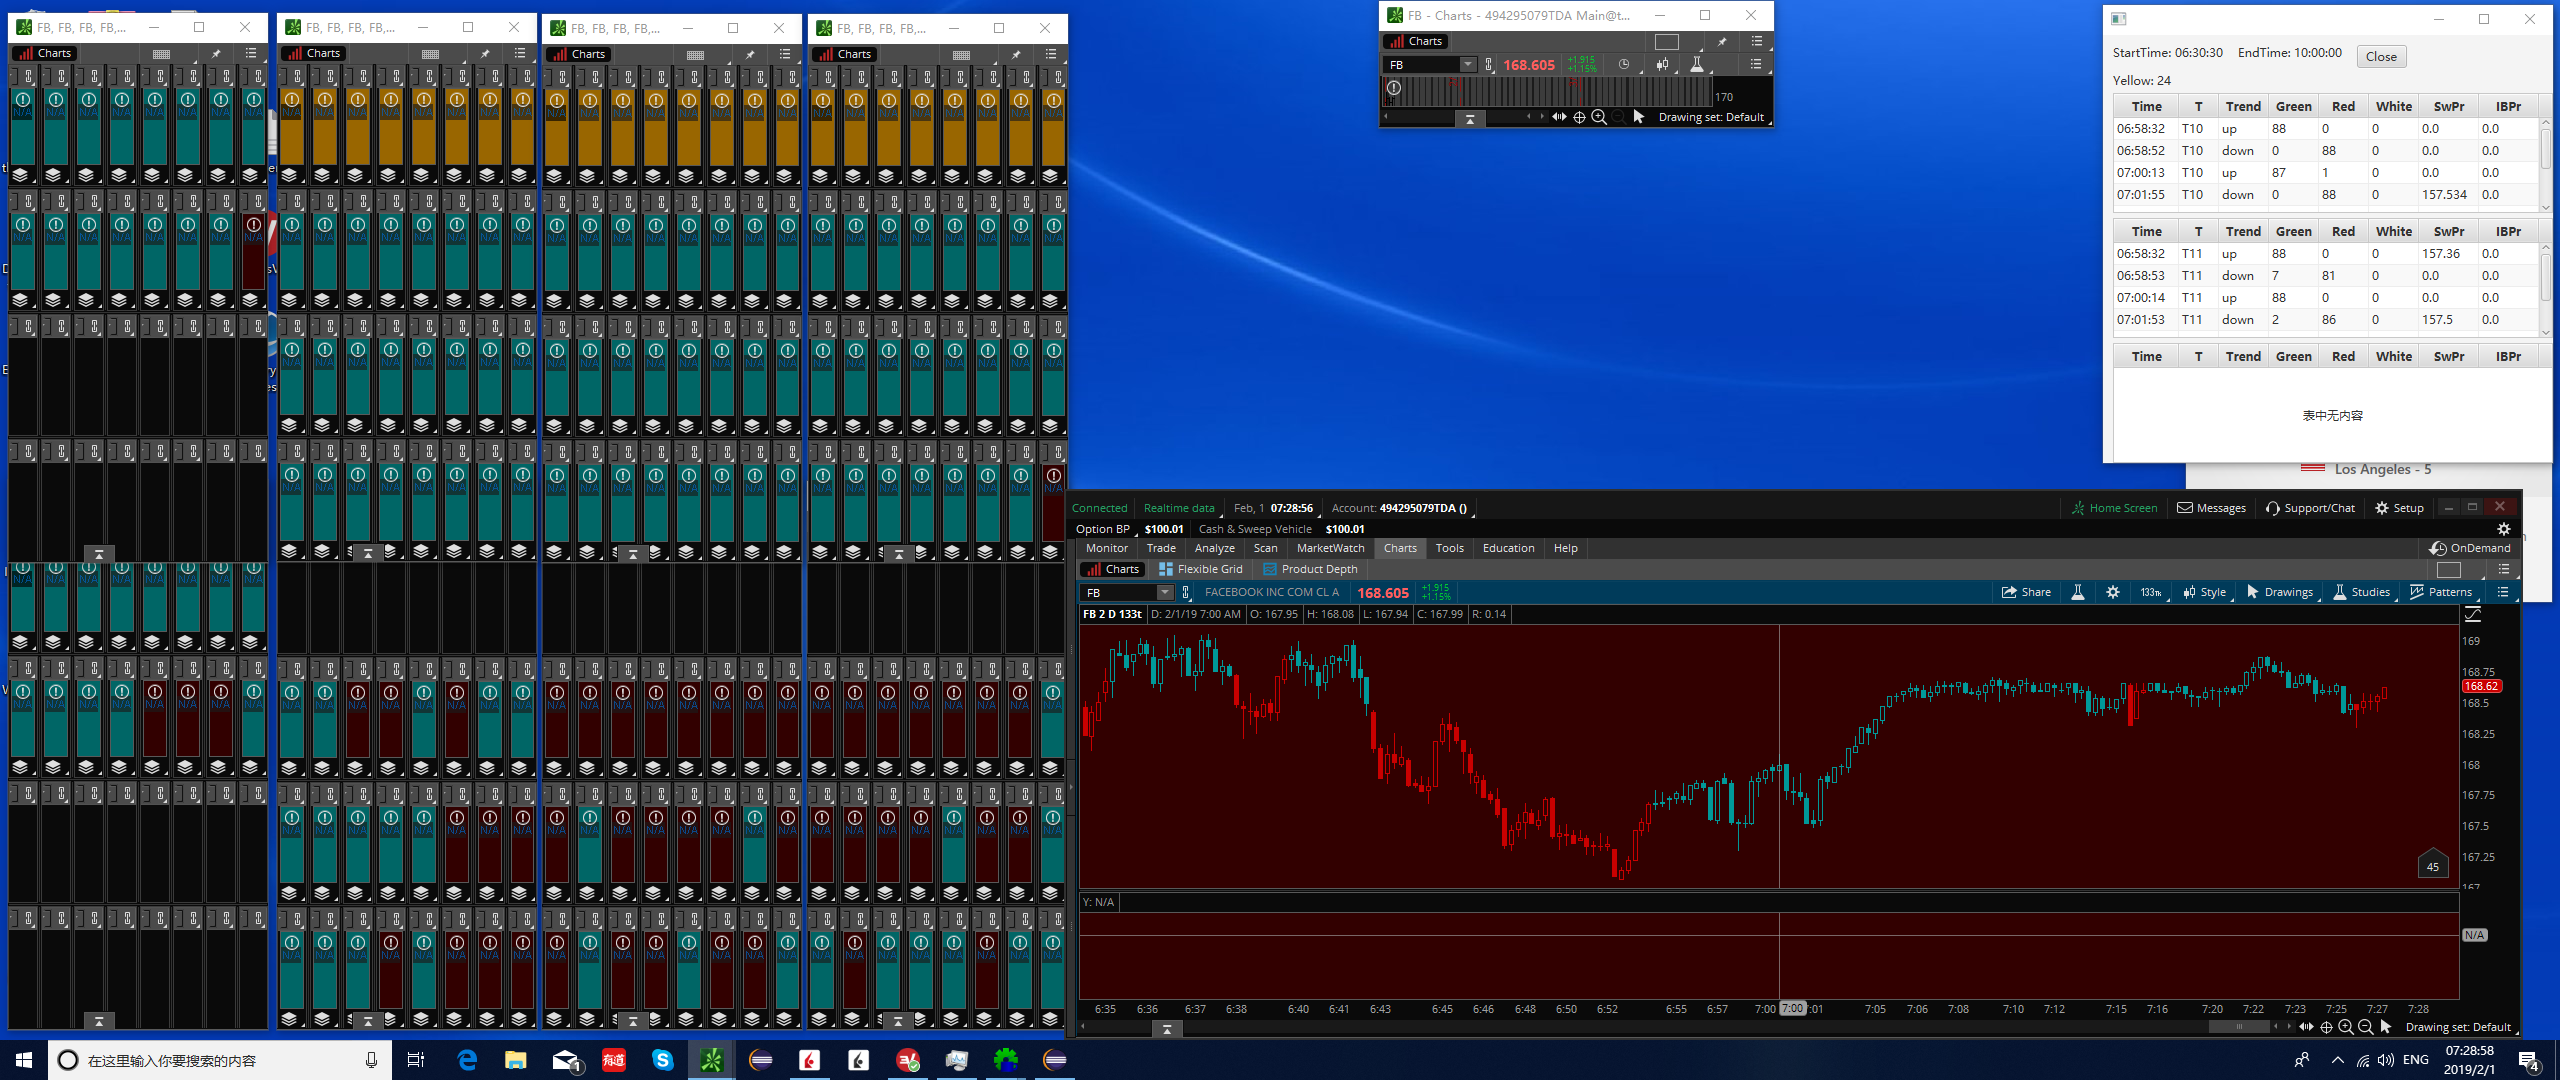 FB, FB, FB, FB,...
Charts
FB, FB, FB, FB,...
Charts
FB, FB, FB, FB,...
Charts
FB, FB, FB, FB,...
Charts
FB - Charts - 494295079TDA Main@t...
Charts
FB 168.605 +1.915 +1.15%
170
Drawing set: Default
StartTime: 06:30:30 EndTime: 10:00:00 Close
Yellow: 24
Time T Trend Green Red White SwPr IBPr
06:58:32 T10 up 88 0 0 0.0 0.0
06:58:52 T10 down 0 88 0 0.0 0.0
07:00:13 T10 up 87 1 0 0.0 0.0
07:01:55 T10 down 0 88 0 157.534 0.0
Time T Trend Green Red White SwPr IBPr
06:58:32 T11 up 88 0 0 157.36 0.0
06:58:53 T11 down 7 81 0 0.0 0.0
07:00:14 T11 up 88 0 0 0.0 0.0
07:01:53 T11 down 2 86 0 157.5 0.0
Time T Trend Green Red White SwPr IBPr
表中无内容
Los Angeles - 5
Connected Realtime data Feb, 1 07:28:56 Account: 494295079TDA () Home Screen Messages Support/Chat Setup
Option BP $100.01 Cash & Sweep Vehicle $100.01
Monitor Trade Analyze Scan MarketWatch Charts Tools Education Help OnDemand
Charts Flexible Grid Product Depth
FB FACEBOOK INC COM CL A 168.605 +1.915 +1.15% Share 133tk Style Drawings Studies Patterns
FB 2 D 133t D: 2/1/19 7:00 AM O: 167.95 H: 168.08 L: 167.94 C: 167.99 R: 0.14
169
168.75
168.62
168.5
168.25
168
167.75
167.5
167.25
45
167
Y: N/A
N/A
6:35 6:36 6:37 6:38 6:40 6:41 6:43 6:45 6:46 6:48 6:50 6:52 6:55 6:57 7:00 7:00 7:01 7:05 7:06 7:08 7:10 7:12 7:15 7:16 7:20 7:22 7:23 7:25 7:27 7:28
Drawing set: Default
在这里输入你要搜索的内容
1
有道
ENG
07:28:58
2019/2/1
4